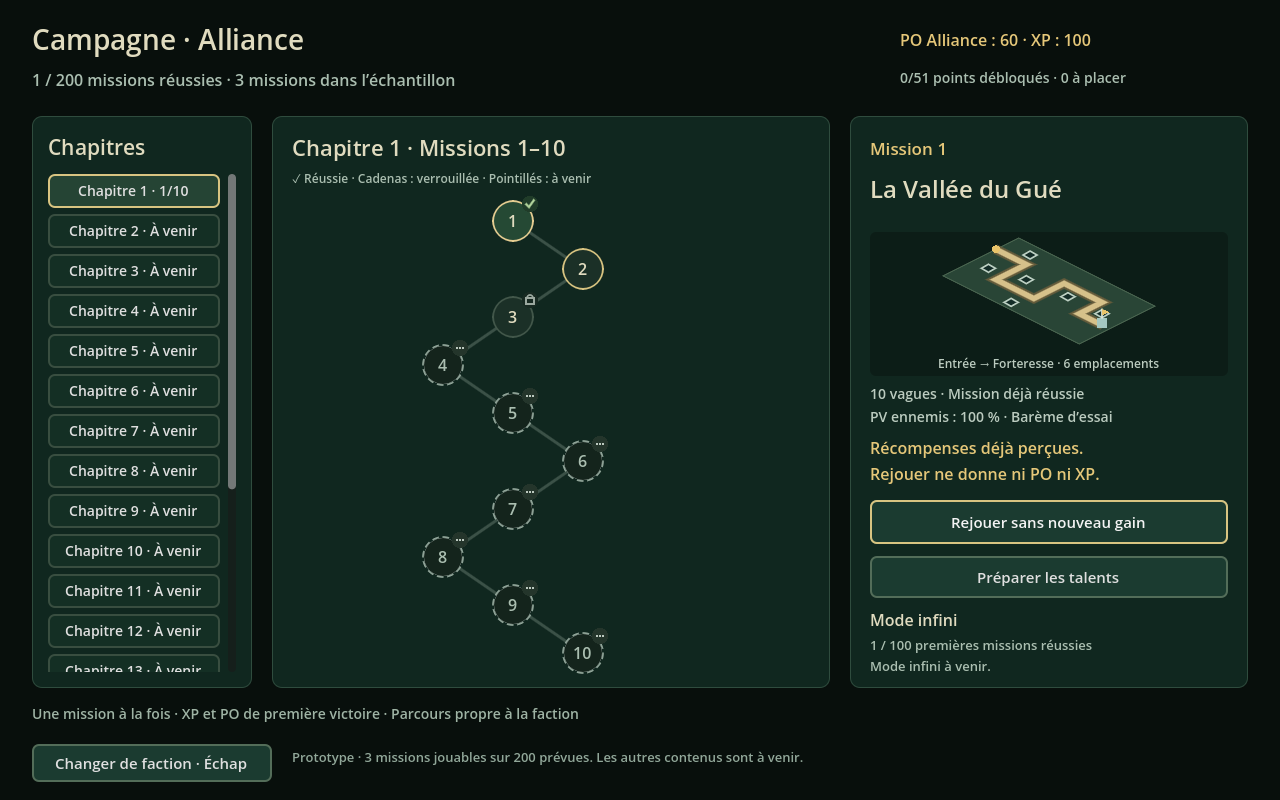 Campagne · Alliance
1 / 200 missions réussies · 3 missions dans l’échantillon
PO Alliance : 60 · XP : 100
0/51 points débloqués · 0 à placer
Chapitres
Chapitre 1 · 1/10
Chapitre 2 · À venir
Chapitre 3 · À venir
Chapitre 4 · À venir
Chapitre 5 · À venir
Chapitre 6 · À venir
Chapitre 7 · À venir
Chapitre 8 · À venir
Chapitre 9 · À venir
Chapitre 10 · À venir
Chapitre 11 · À venir
Chapitre 12 · À venir
Chapitre 13 · À venir
Chapitre 1 · Missions 1–10
✓ Réussie · Cadenas : verrouillée · Pointillés : à venir
1
2
3
4
5
6
7
8
9
10
Mission 1
La Vallée du Gué
Entrée → Forteresse · 6 emplacements
10 vagues · Mission déjà réussie
PV ennemis : 100 % · Barème d’essai
Récompenses déjà perçues.
Rejouer ne donne ni PO ni XP.
Rejouer sans nouveau gain
Préparer les talents
Mode infini
1 / 100 premières missions réussies
Mode infini à venir.
Une mission à la fois · XP et PO de première victoire · Parcours propre à la faction
Changer de faction · Échap
Prototype · 3 missions jouables sur 200 prévues. Les autres contenus sont à venir.